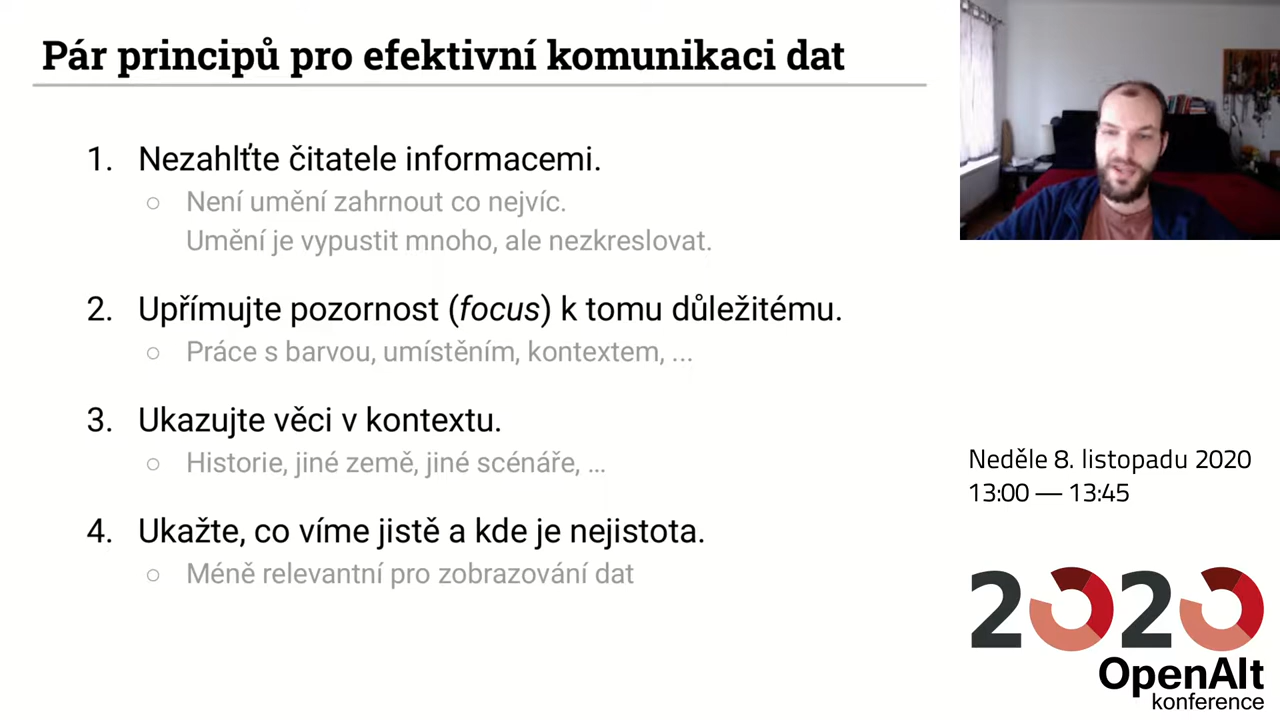 Pár principů pro efektivní komunikaci dat
1. Nezahlťte čitatele informacemi.
○ Není umění zahrnout co nejvíc.
Umění je vypustit mnoho, ale nezkreslovat.
2. Upřímujte pozornost (focus) k tomu důležitému.
○ Práce s barvou, umístěním, kontextem, ...
3. Ukazujte věci v kontextu.
○ Historie, jiné země, jiné scénáře, …
4. Ukažte, co víme jistě a kde je nejistota.
○ Méně relevantní pro zobrazování dat
Neděle 8. listopadu 2020
13:00 — 13:45
2020
OpenAlt
konference